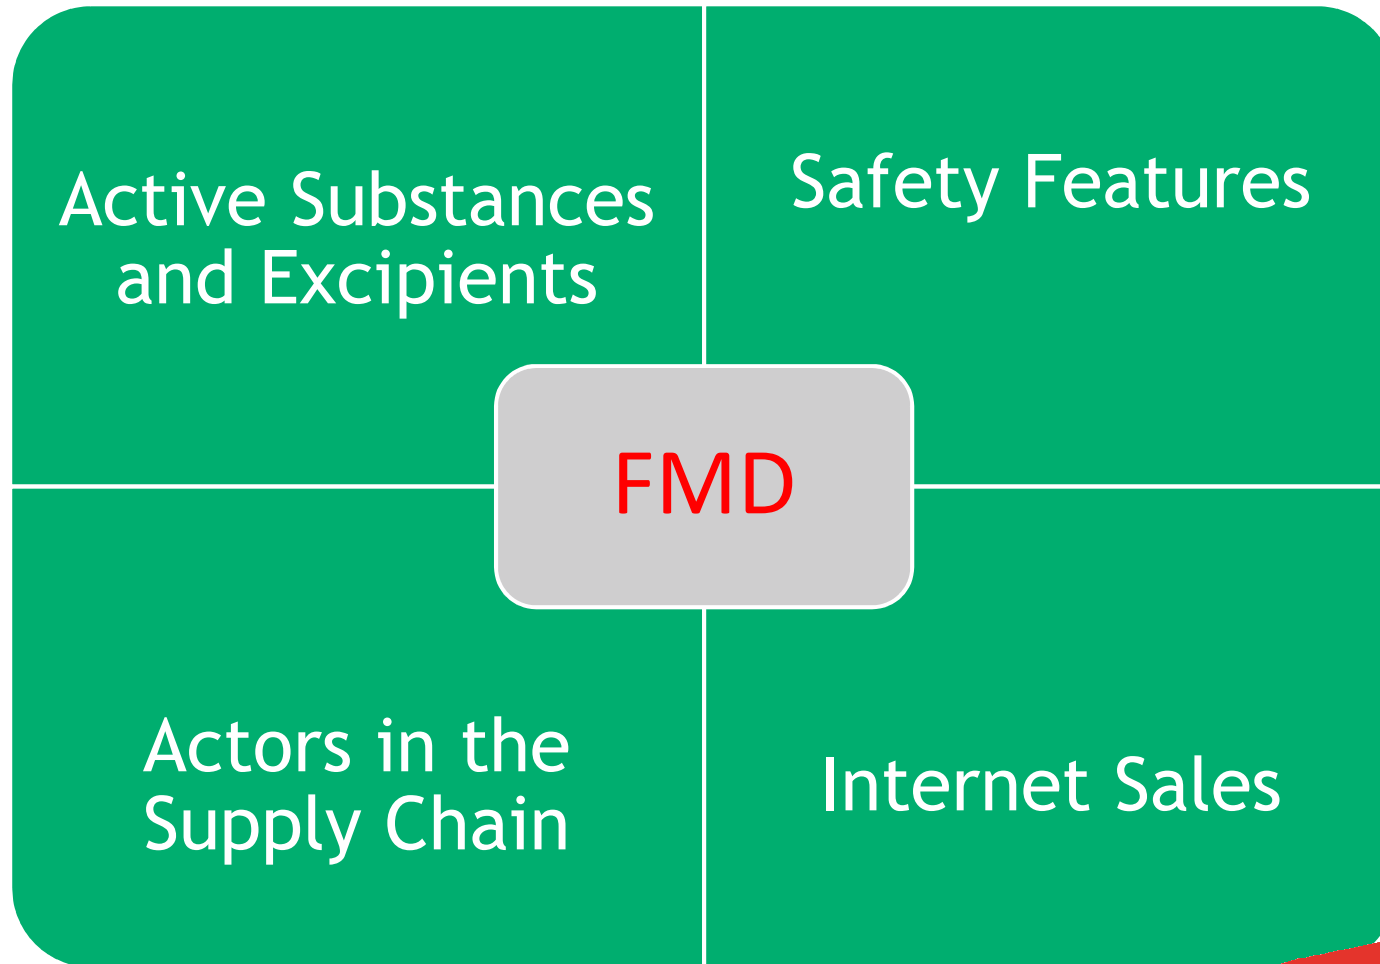 Active Substances
and Excipients
Safety Features
FMD
Actors in the
Supply Chain
Internet Sales